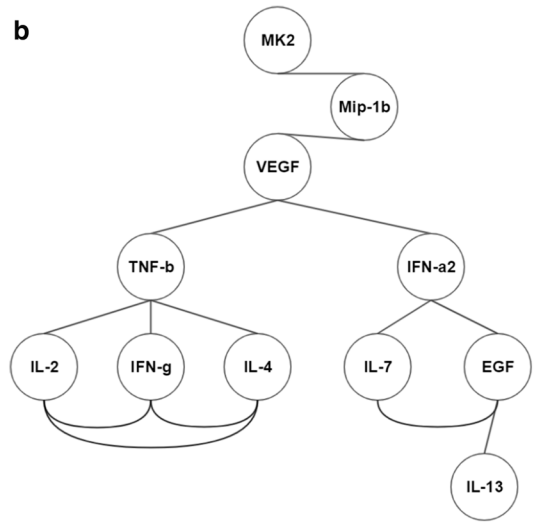 b
MK2
Mip-1b
VEGF
TNF-b
IFN-a2
IL-2
IFN-g
IL-4
IL-7
EGF
IL-13